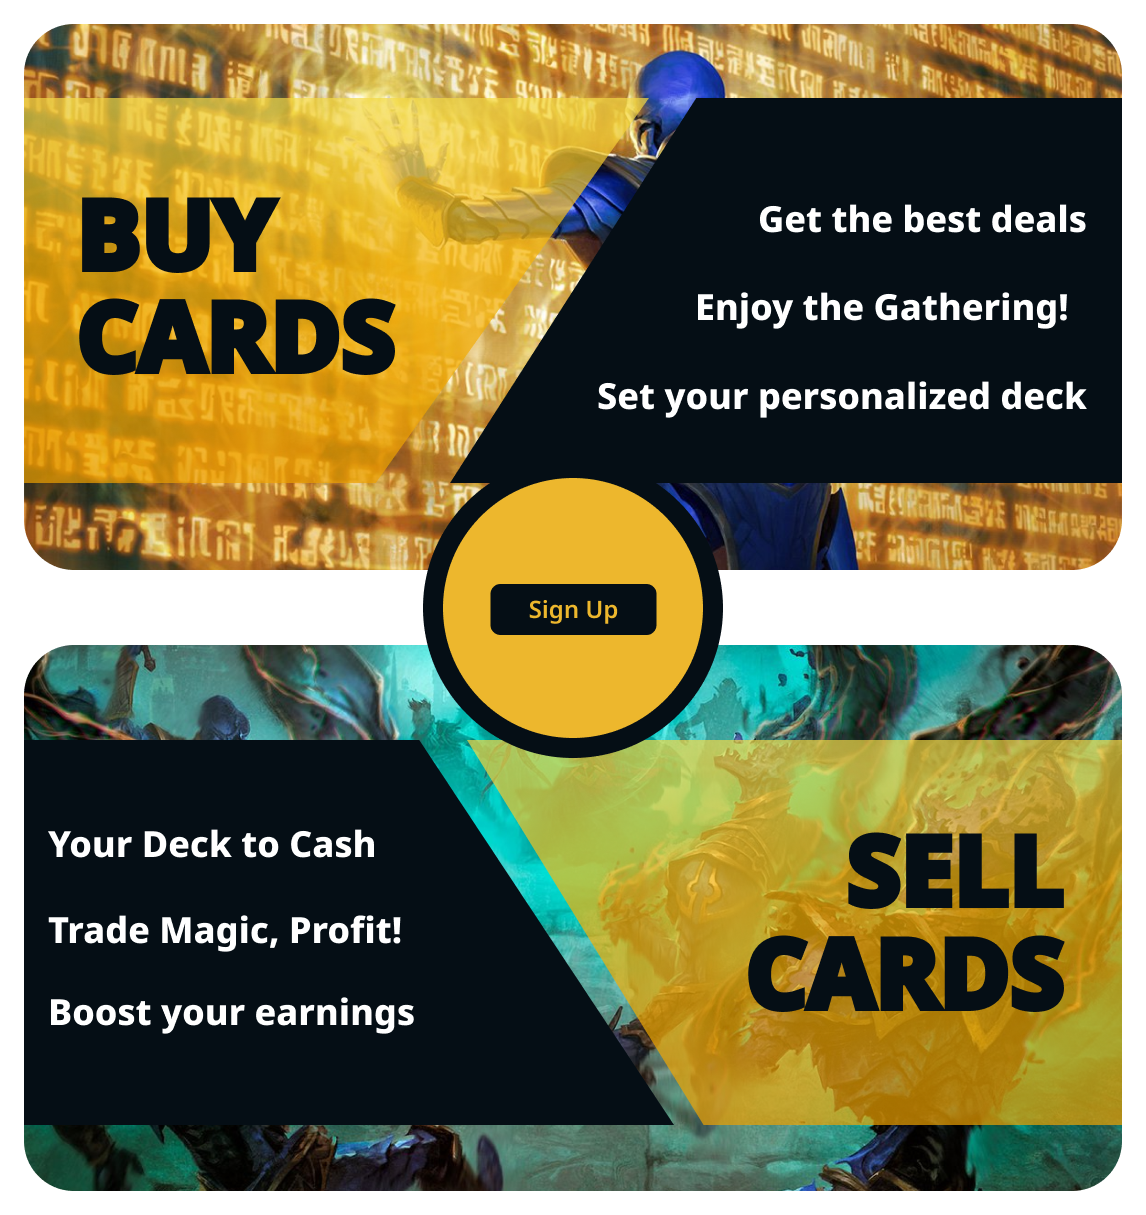 BUY
CARDS
Get the best deals
Enjoy the Gathering!
Set your personalized deck
Sign Up
Your Deck to Cash
Trade Magic, Profit!
Boost your earnings
SELL
CARDS